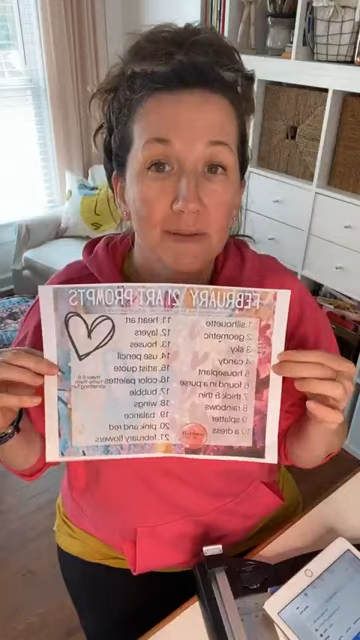 FEBRUARY '21 ART PROMPTS
1 silhouette
2 geometric
3 sky
4 candy
5 houseplant
6 found in a purse
7 thick & thin
8 rainbows
9 splatter
10 a dress
11. heart art
12. layers
13. houses
14. use pencil
15. artists quote
16. color palettes
17. bubble
18. wings
19. balance
20. pink and red
21. february flowers